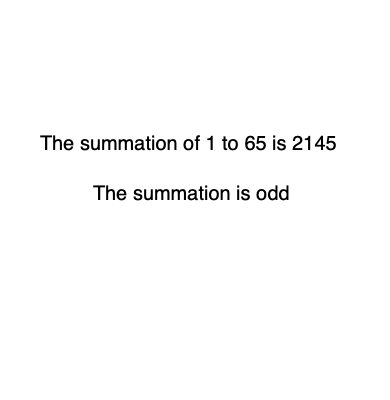 The summation of 1 to 65 is 2145
The summation is odd